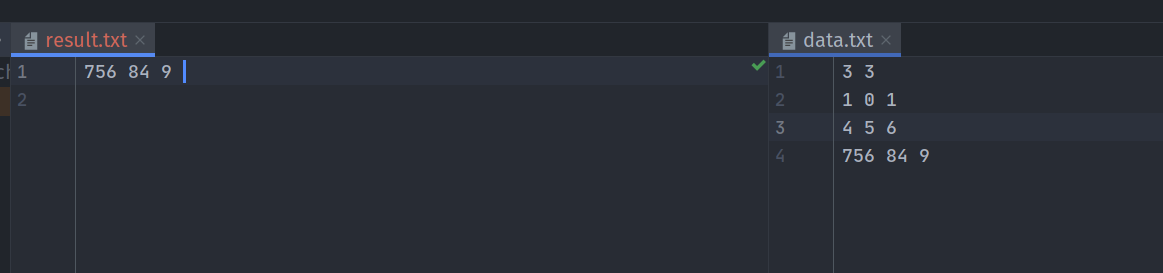 result.txt
1 756 84 9
2
data.txt
1 3 3
2 1 0 1
3 4 5 6
4 756 84 9